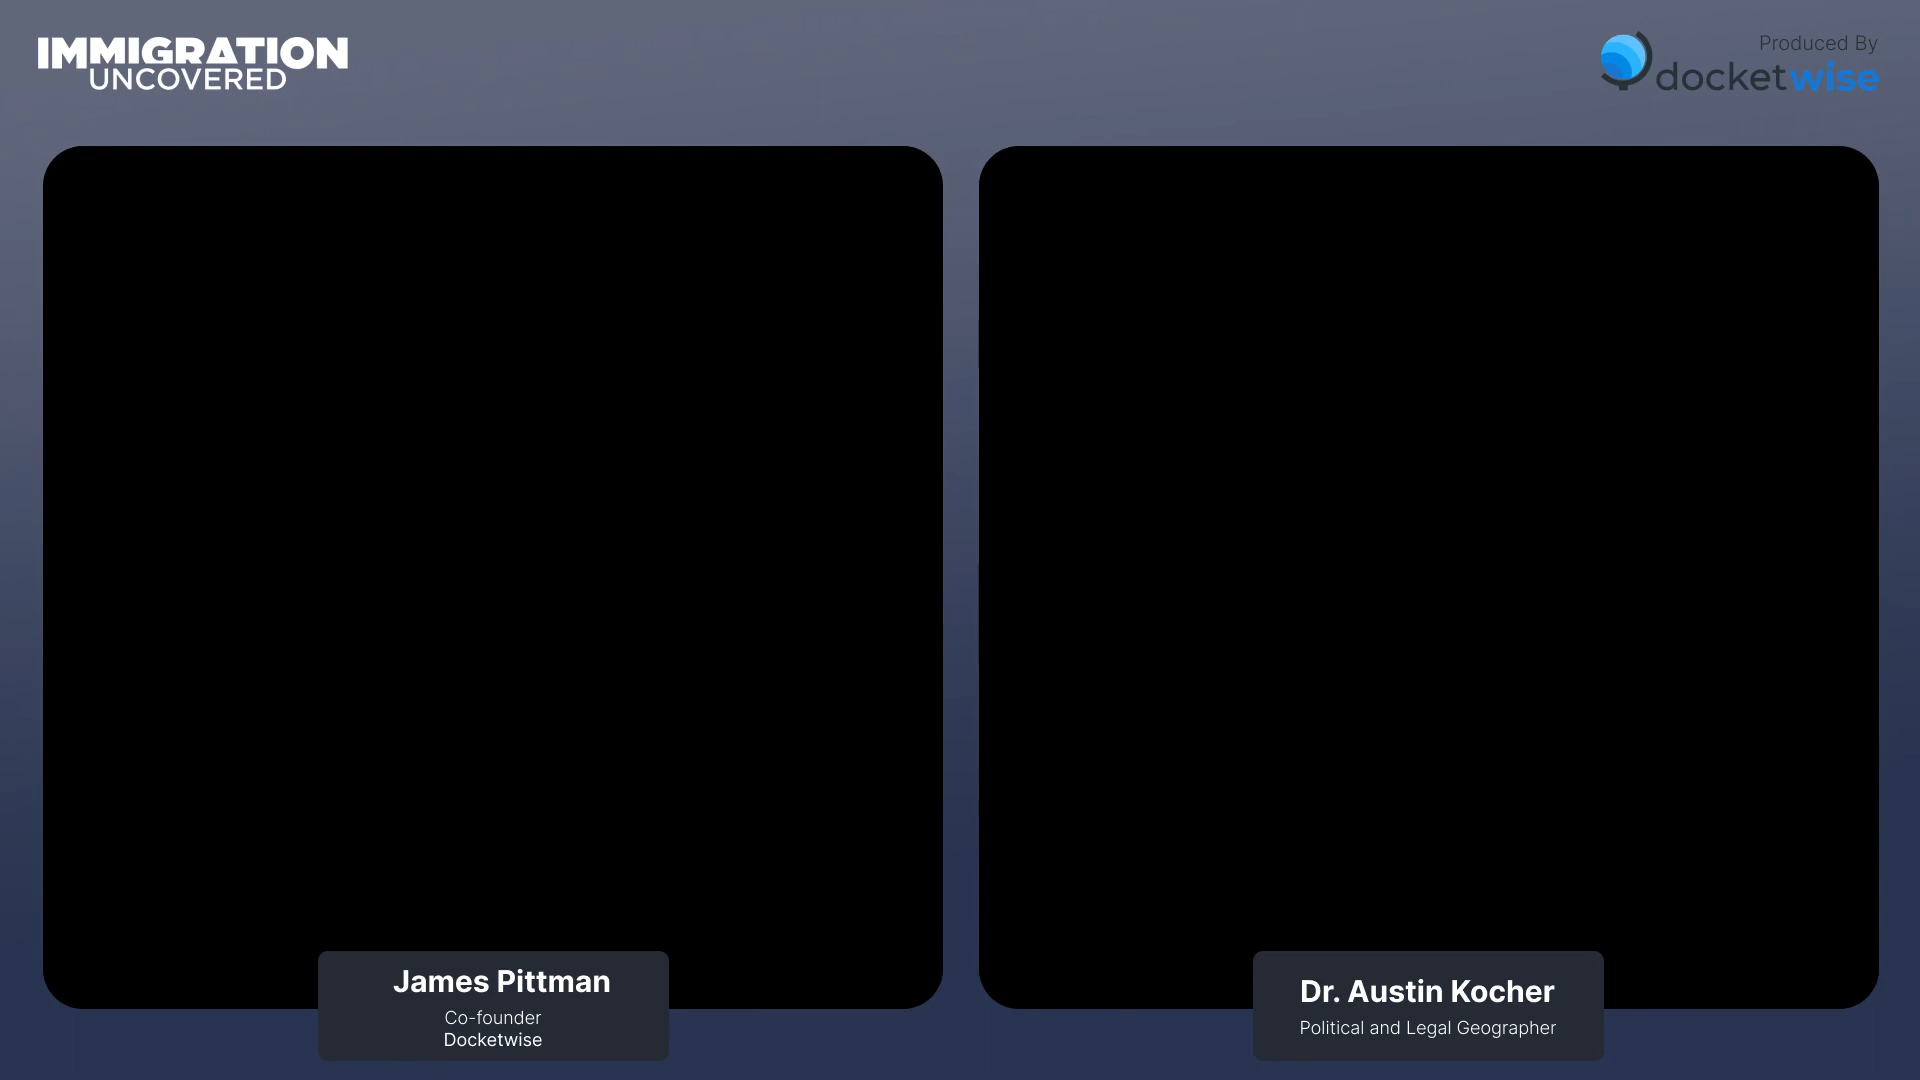 IMMIGRATION
UNCOVERED
Produced By
docketwise
James Pittman
Co-founder
Docketwise
Dr. Austin Kocher
Political and Legal Geographer